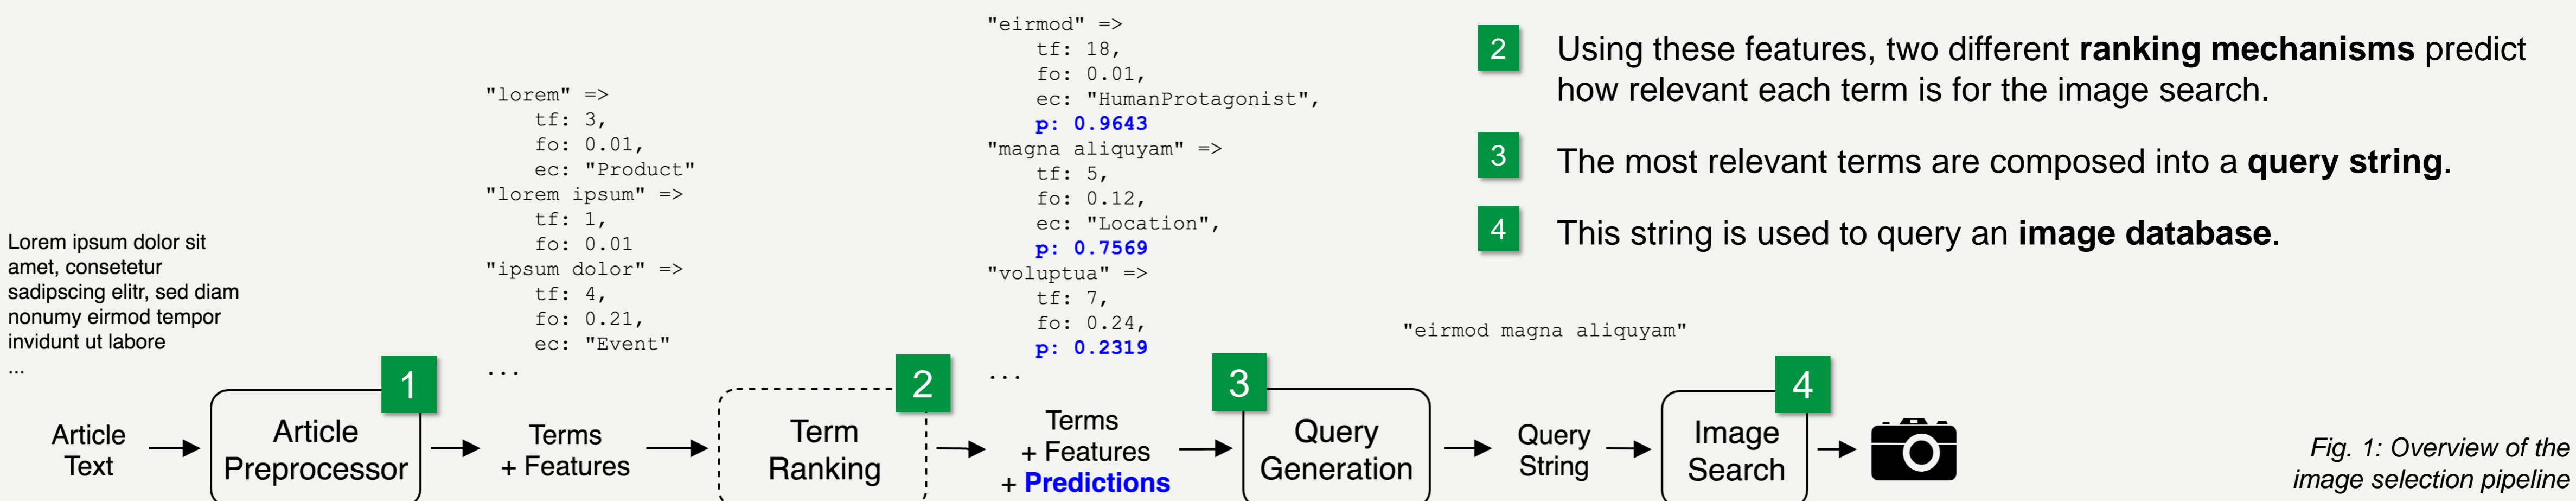 "eirmod" =>
tf: 18,
fo: 0.01,
ec: "HumanProtagonist",
p: 0.9643
"magna aliquyam" =>
tf: 5,
fo: 0.12,
ec: "Location",
p: 0.7569
"voluptua" =>
tf: 7,
fo: 0.24,
p: 0.2319
...
"lorem" =>
tf: 3,
fo: 0.01,
ec: "Product"
"lorem ipsum" =>
tf: 1,
fo: 0.01
"ipsum dolor" =>
tf: 4,
fo: 0.21,
ec: "Event"
...
2 Using these features, two different ranking mechanisms predict
how relevant each term is for the image search.
3 The most relevant terms are composed into a query string.
4 This string is used to query an image database.
Lorem ipsum dolor sit
amet, consetetur
sadipscing elitr, sed diam
nonumy eirmod tempor
invidunt ut labore
...
"eirmod magna aliquyam"
Article
Text
1
Article
Preprocessor
Terms
+ Features
2
Term
Ranking
Terms
+ Features
+ Predictions
3
Query
Generation
Query
String
4
Image
Search
Fig. 1: Overview of the
image selection pipeline